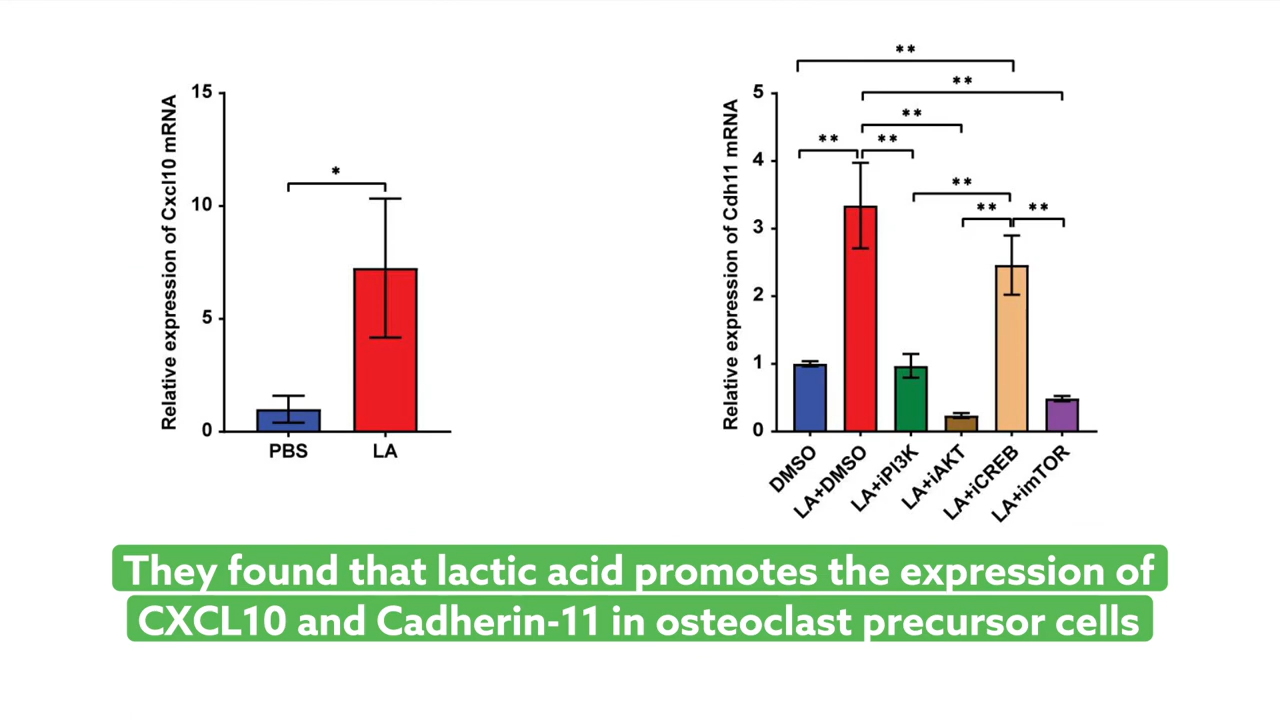 Relative expression of Cxcl10 mRNA
15
10
5
0
*
PBS
LA
Relative expression of Cdh11 mRNA
5
4
3
2
1
0
**
**
**
** **
**
** **
DMSO
LA+DMSO
LA+iPI3K
LA+iAKT
LA+iCREB
LA+imTOR
They found that lactic acid promotes the expression of
CXCL10 and Cadherin-11 in osteoclast precursor cells